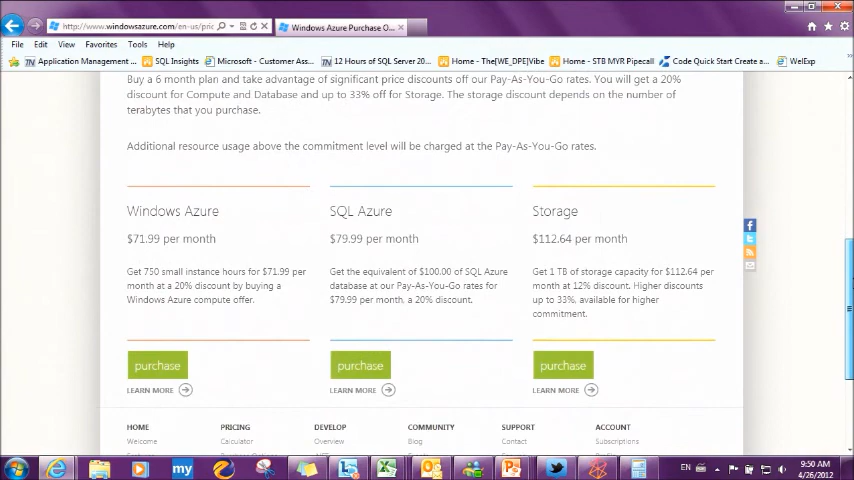 http://www.windowsazure.com/en-us/pric
Windows Azure Purchase O...
File Edit View Favorites Tools Help
Application Management ... SQL Insights Microsoft - Customer Assa... 12 Hours of SQL Server 20... Home - The[WE_DPE]Vibe Home - STB MYR Pipecall Code Quick Start Create a... WelExp
Buy a 6 month plan and take advantage of significant price discounts off our Pay-As-You-Go rates. You will get a 20%
discount for Compute and Database and up to 33% off for Storage. The storage discount depends on the number of
terabytes that you purchase.
Additional resource usage above the commitment level will be charged at the Pay-As-You-Go rates.
Windows Azure
$71.99 per month
Get 750 small instance hours for $71.99 per
month at a 20% discount by buying a
Windows Azure compute offer.
purchase
LEARN MORE
SQL Azure
$79.99 per month
Get the equivalent of $100.00 of SQL Azure
database at our Pay-As-You-Go rates for
$79.99 per month, a 20% discount.
purchase
LEARN MORE
Storage
$112.64 per month
Get 1 TB of storage capacity for $112.64 per
month at 12% discount. Higher discounts
up to 33%, available for higher
commitment.
purchase
LEARN MORE
HOME PRICING DEVELOP COMMUNITY SUPPORT ACCOUNT
Welcome Calculator Overview Blog Contact Subscriptions
my
EN
9:50 AM
4/26/2012